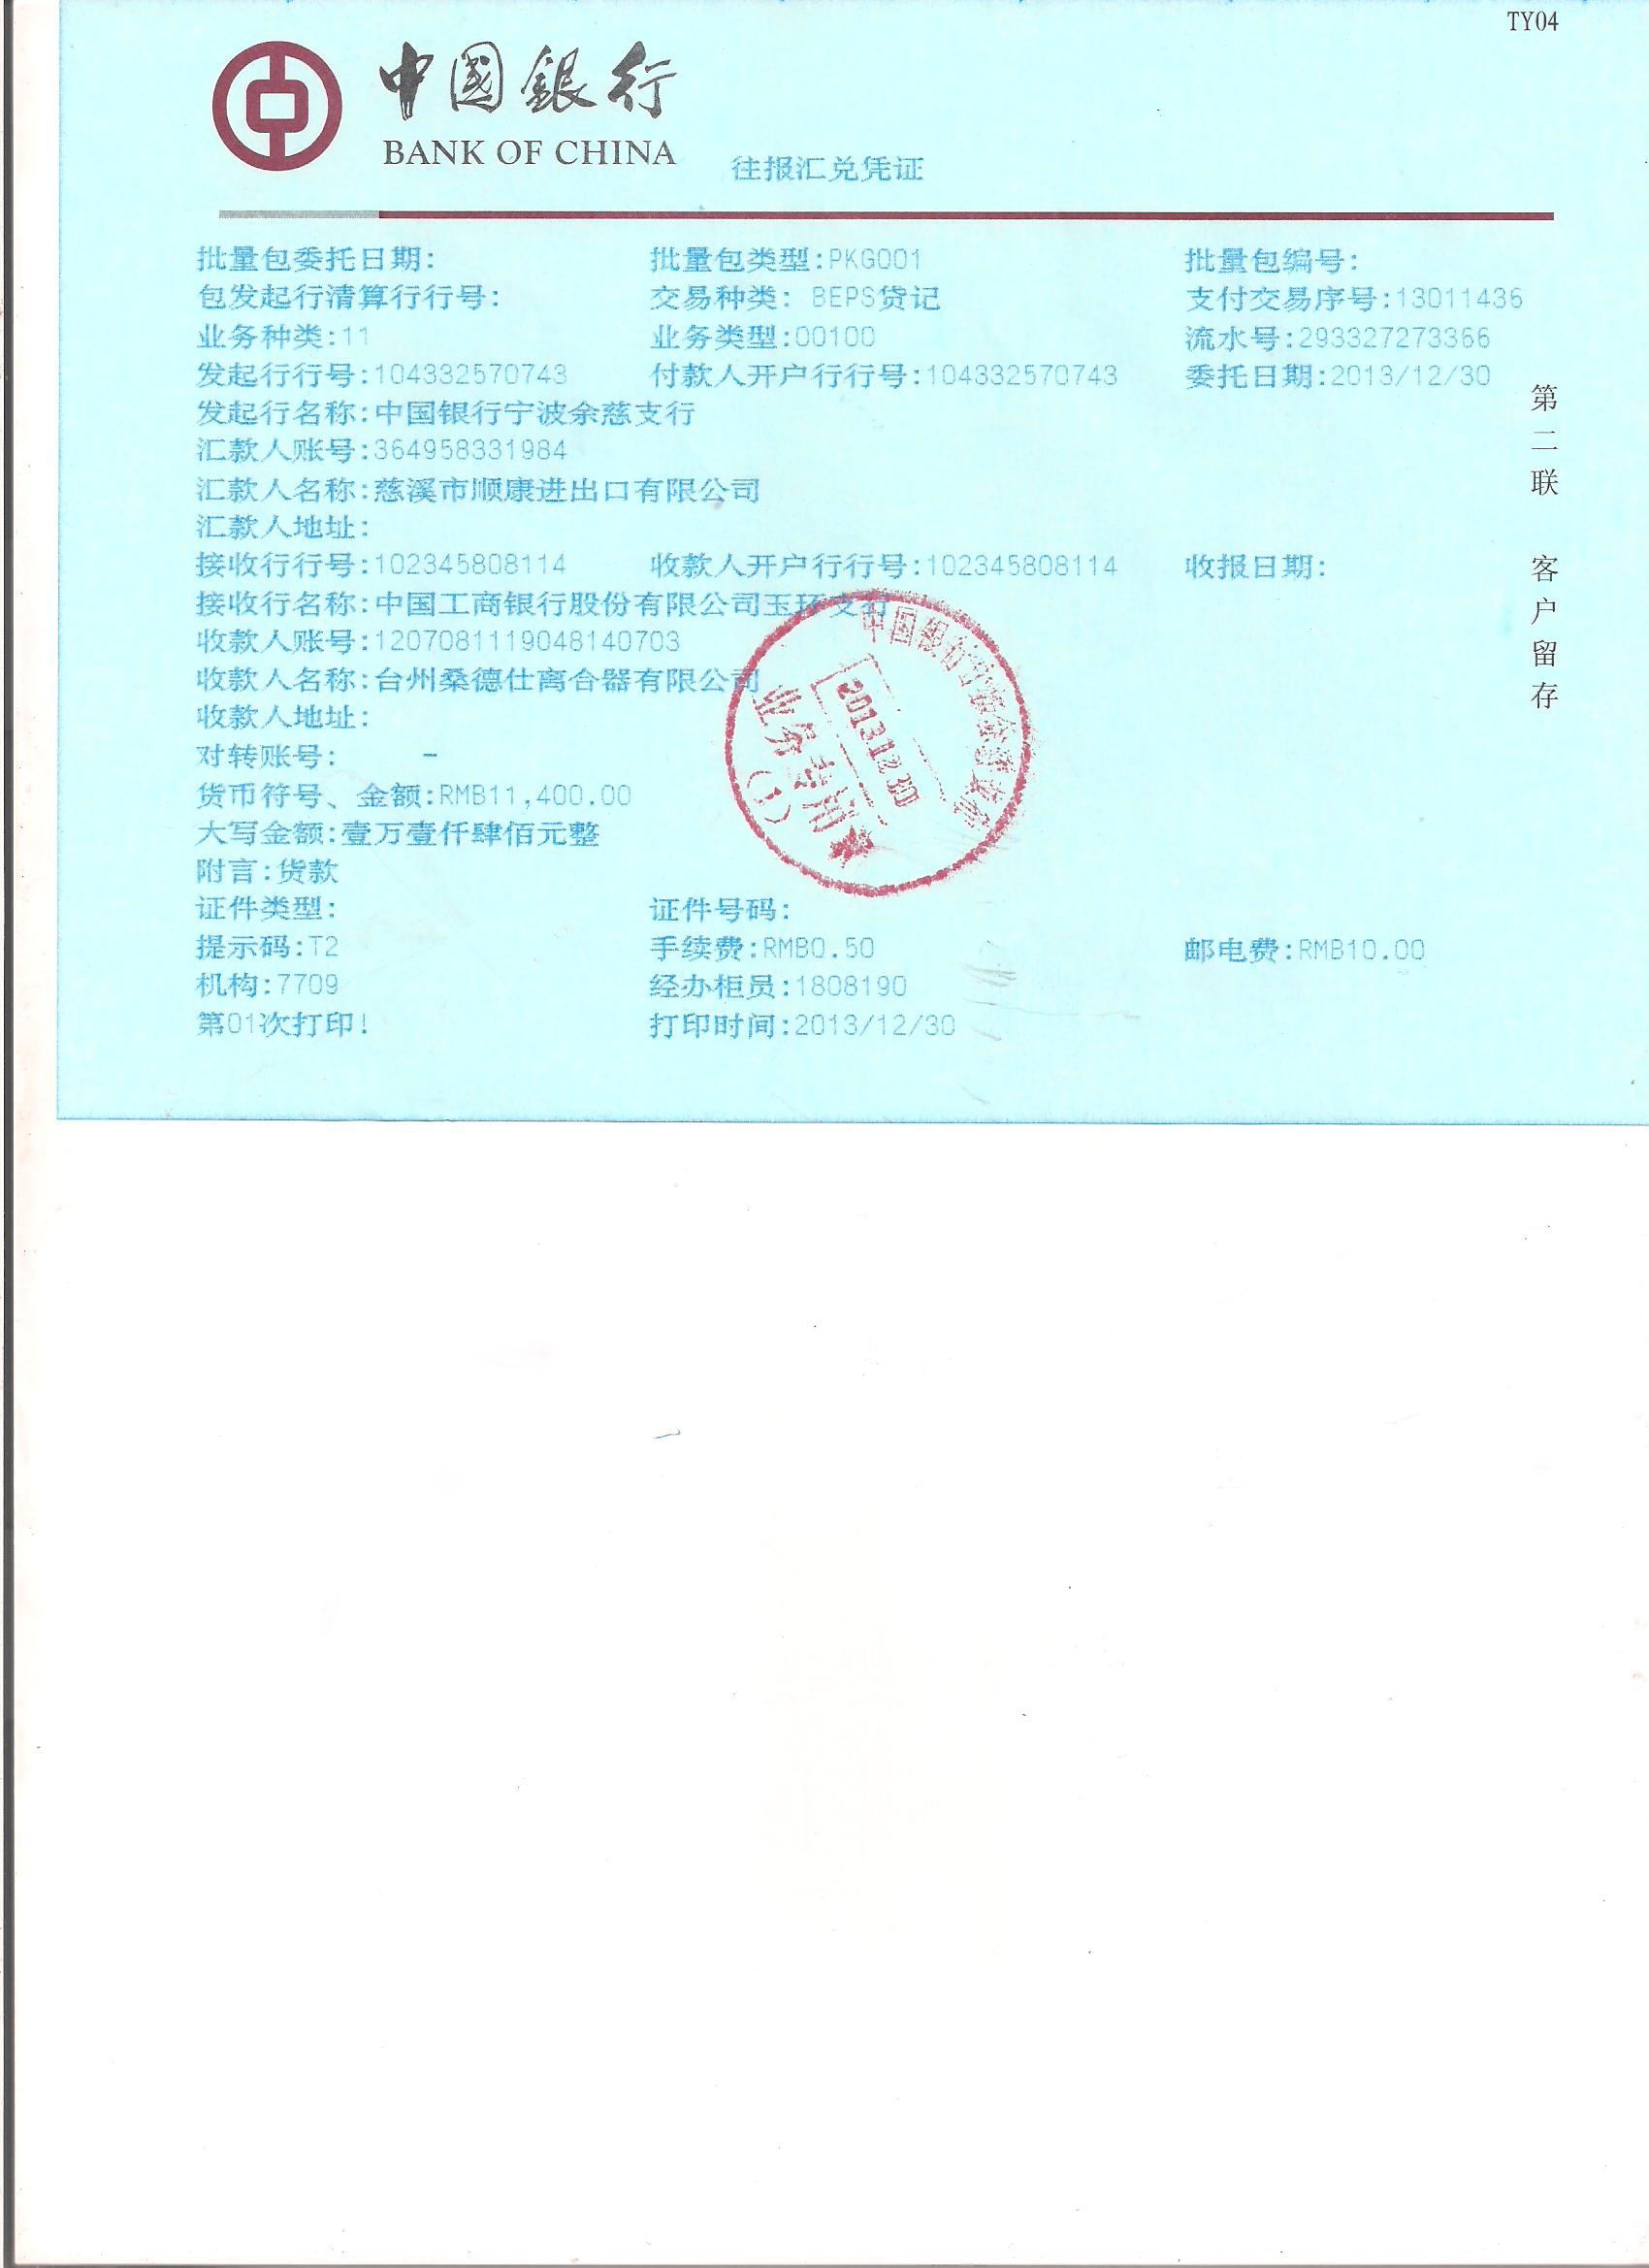 TY04
中國銀行
BANK OF CHINA
往报汇兑凭证
批量包委托日期: 批量包类型:PKG001 批量包编号:
包发起行清算行行号: 交易种类: BEPS贷记 支付交易序号:13011436
业务种类:11 业务类型:00100 流水号:293327273366
发起行行号:104332570743 付款人开户行行号:104332570743 委托日期:2013/12/30
发起行名称:中国银行宁波余慈支行
汇款人账号:364958331984
汇款人名称:慈溪市顺康进出口有限公司
汇款人地址:
接收行行号:102345808114 收款人开户行行号:102345808114 收报日期:
接收行名称:中国工商银行股份有限公司玉环支行
收款人账号:1207081119048140703
收款人名称:台州桑德仕离合器有限公司
收款人地址:
对转账号: -
货币符号、金额:RMB11,400.00
大写金额:壹万壹仟肆佰元整
附言:货款
证件类型: 证件号码:
提示码:T2 手续费:RMB0.50 邮电费:RMB10.00
机构:7709 经办柜员:1808190
第01次打印! 打印时间:2013/12/30
第二联 客户留存
中国银行宁波余慈支行
2013.12.30
业务专用章
(1)